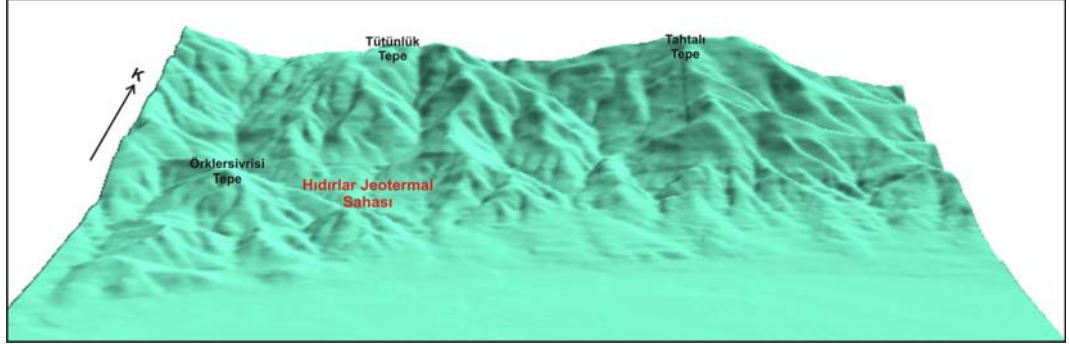 Tütünlük
Tepe
Tahtalı
Tepe
K
Örklersivrisi
Tepe
Hıdırlar Jeotermal
Sahası